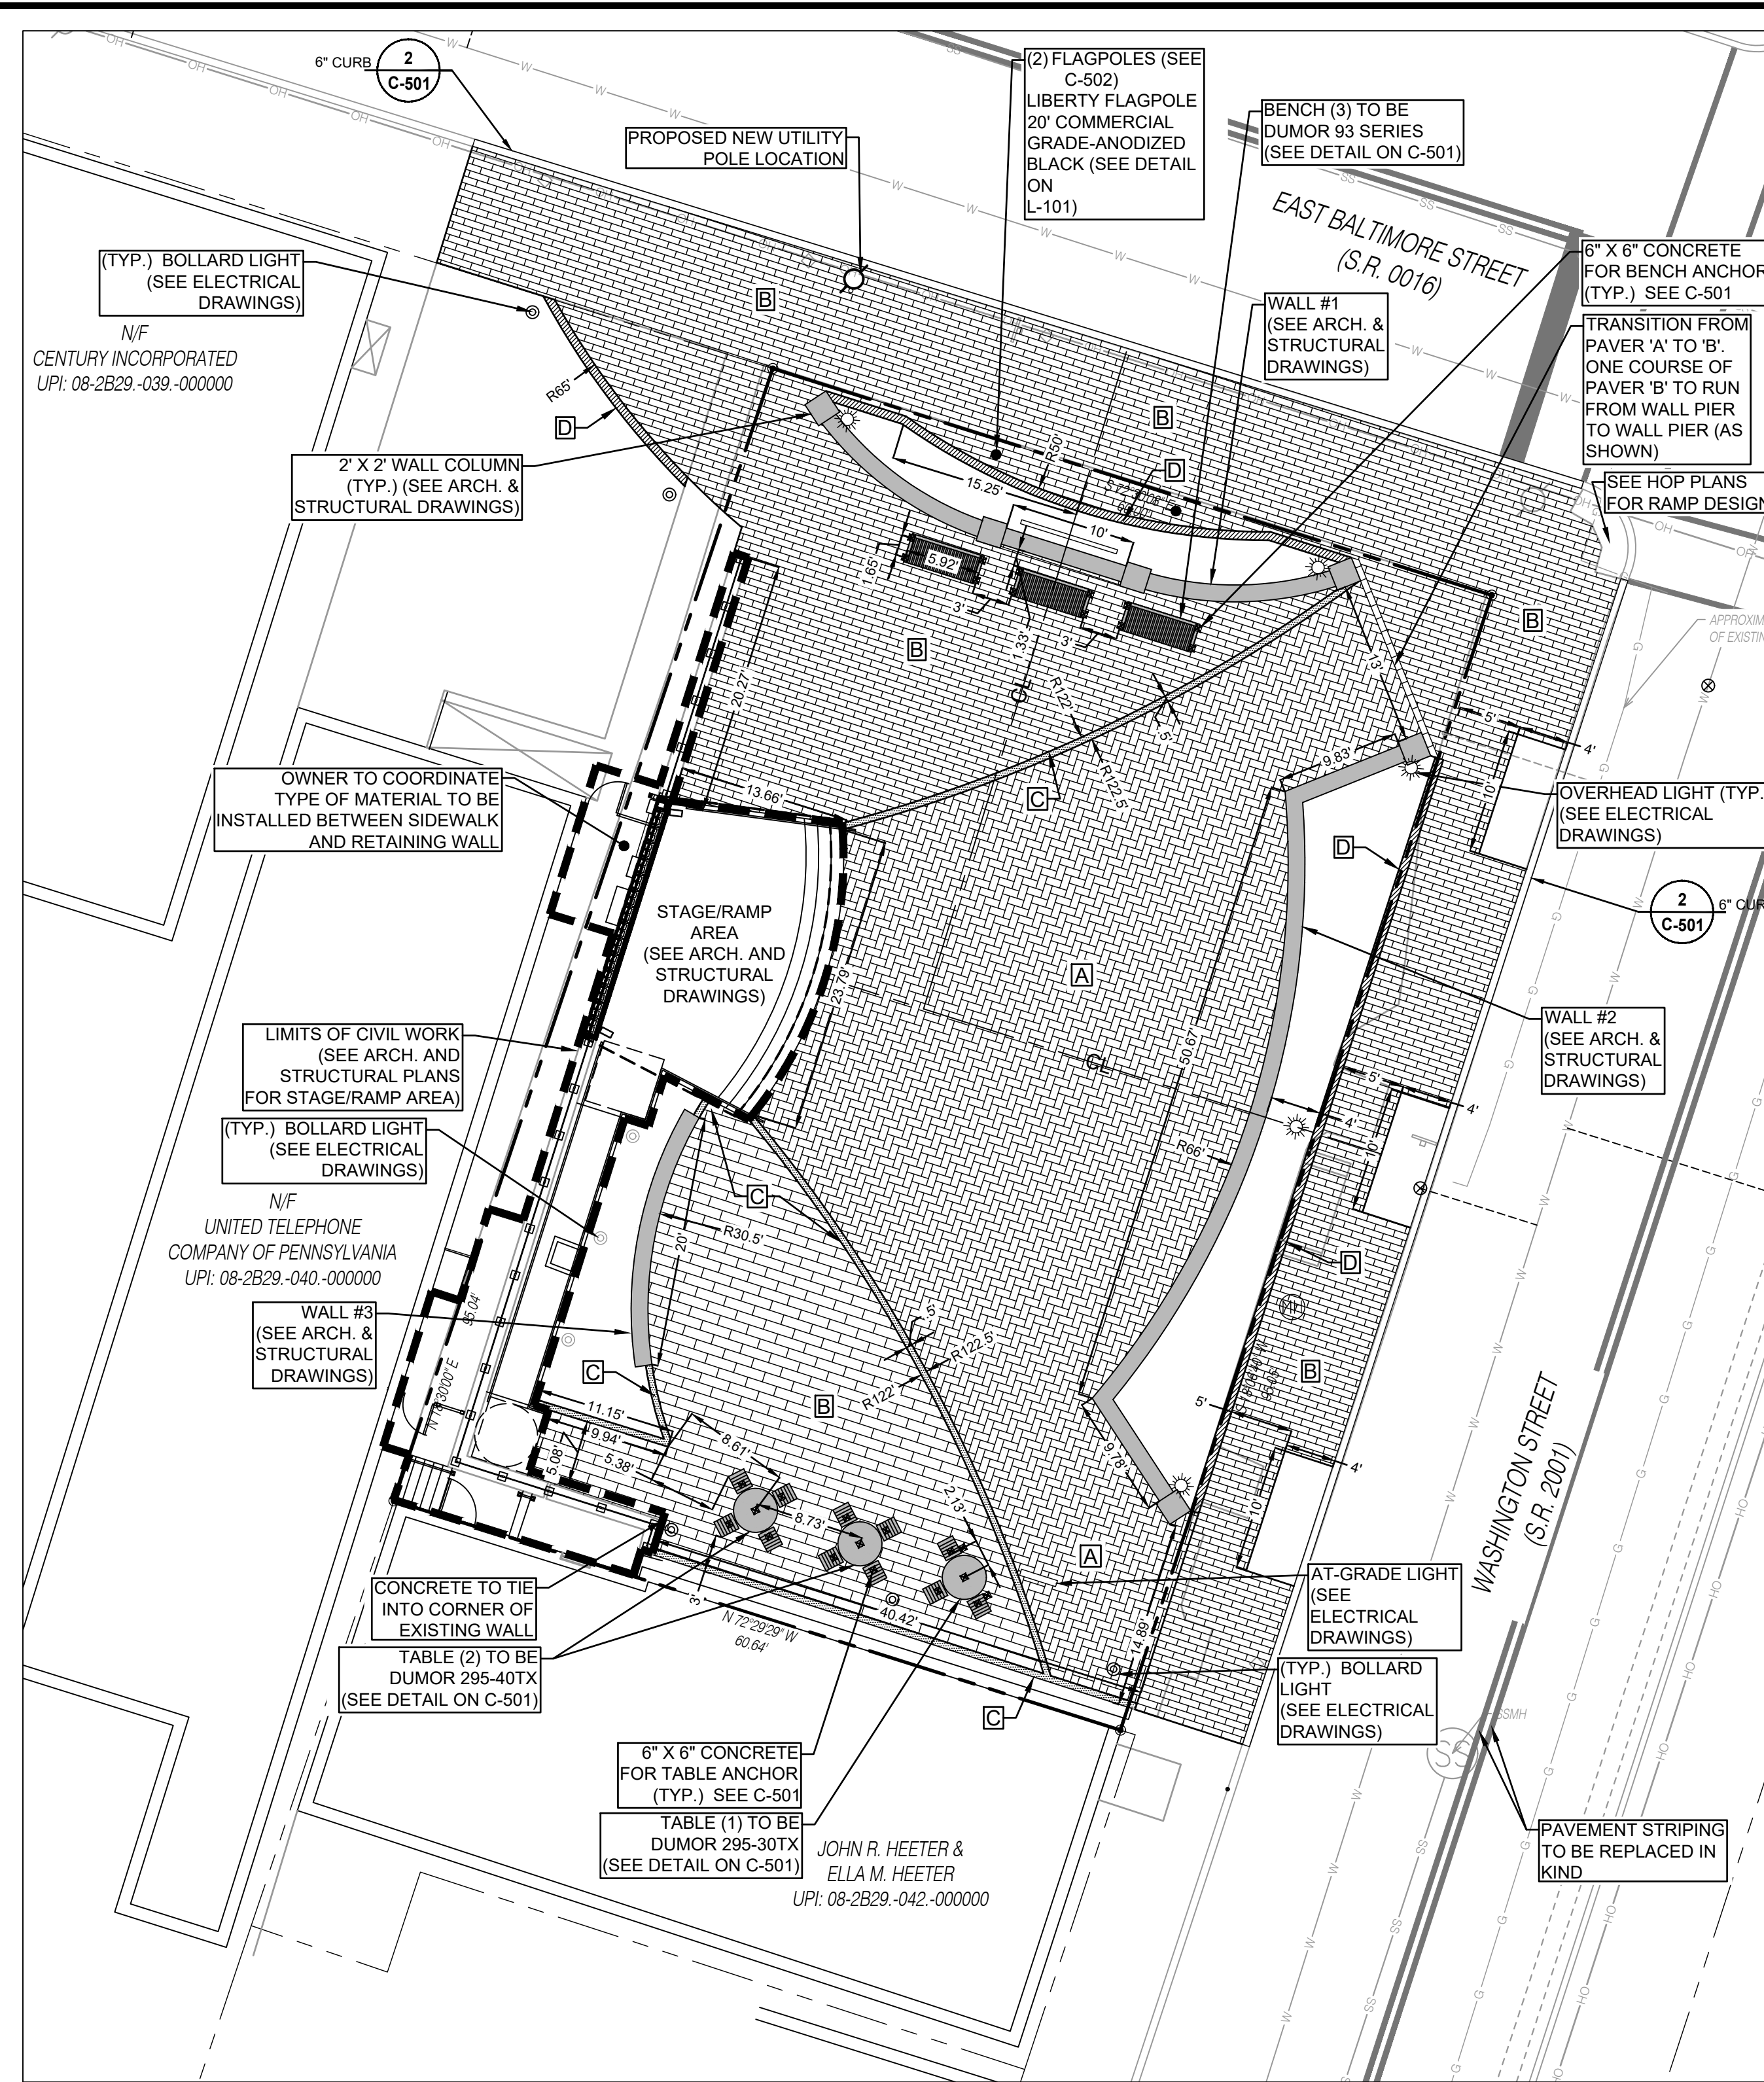 6" CURB
2
C-501
PROPOSED NEW UTILITY
POLE LOCATION
(2) FLAGPOLES (SEE
C-502)
LIBERTY FLAGPOLE
20' COMMERCIAL
GRADE-ANODIZED
BLACK (SEE DETAIL
ON
L-101)
BENCH (3) TO BE
DUMOR 93 SERIES
(SEE DETAIL ON C-501)
EAST BALTIMORE STREET
(S.R. 0016)
6" X 6" CONCRETE
FOR BENCH ANCHOR
(TYP.) SEE C-501
(TYP.) BOLLARD LIGHT
(SEE ELECTRICAL
DRAWINGS)
N/F
CENTURY INCORPORATED
UPI: 08-2B29.-039.-000000
WALL #1
(SEE ARCH. &
STRUCTURAL
DRAWINGS)
TRANSITION FROM
PAVER 'A' TO 'B'.
ONE COURSE OF
PAVER 'B' TO RUN
FROM WALL PIER
TO WALL PIER (AS
SHOWN)
B
R65'
D
B
2' X 2' WALL COLUMN
(TYP.) (SEE ARCH. &
STRUCTURAL DRAWINGS)
SEE HOP PLANS
FOR RAMP DESIGN
R50'
D
15.25'
10'
5.92'
1.65'
3'
3'
1.33'
B
B
CL
20.27'
R122'
13'
.5'
5'
4'
10'
9.83'
13.66'
C
R122.5'
OWNER TO COORDINATE
TYPE OF MATERIAL TO BE
INSTALLED BETWEEN SIDEWALK
AND RETAINING WALL
OVERHEAD LIGHT (TYP.)
(SEE ELECTRICAL
DRAWINGS)
D
STAGE/RAMP
AREA
(SEE ARCH. AND
STRUCTURAL
DRAWINGS)
2
C-501
A
23.79'
50.67'
CL
LIMITS OF CIVIL WORK
(SEE ARCH. AND
STRUCTURAL PLANS
FOR STAGE/RAMP AREA)
WALL #2
(SEE ARCH. &
STRUCTURAL
DRAWINGS)
5'
4'
4'
10'
(TYP.) BOLLARD LIGHT
(SEE ELECTRICAL
DRAWINGS)
R66'
C
R30.5'
20'
N/F
UNITED TELEPHONE
COMPANY OF PENNSYLVANIA
UPI: 08-2B29.-040.-000000
D
MH
WALL #3
(SEE ARCH. &
STRUCTURAL
DRAWINGS)
95.04'
.5'
R122.5'
R122'
C
B
B
11.15'
9.94'
5.38'
5.08'
8.61'
8.73'
2.13'
9.78'
5'
4'
10'
WASHINGTON STREET
(S.R. 2001)
A
AT-GRADE LIGHT
(SEE
ELECTRICAL
DRAWINGS)
CONCRETE TO TIE
INTO CORNER OF
EXISTING WALL
3'
40.42'
14.89'
N 72°29'29" W
60.64'
TABLE (2) TO BE
DUMOR 295-40TX
(SEE DETAIL ON C-501)
(TYP.) BOLLARD
LIGHT
(SEE ELECTRICAL
DRAWINGS)
C
SSMH
SS
6" X 6" CONCRETE
FOR TABLE ANCHOR
(TYP.) SEE C-501
TABLE (1) TO BE
DUMOR 295-30TX
(SEE DETAIL ON C-501)
JOHN R. HEETER &
ELLA M. HEETER
UPI: 08-2B29.-042.-000000
PAVEMENT STRIPING
TO BE REPLACED IN
KIND